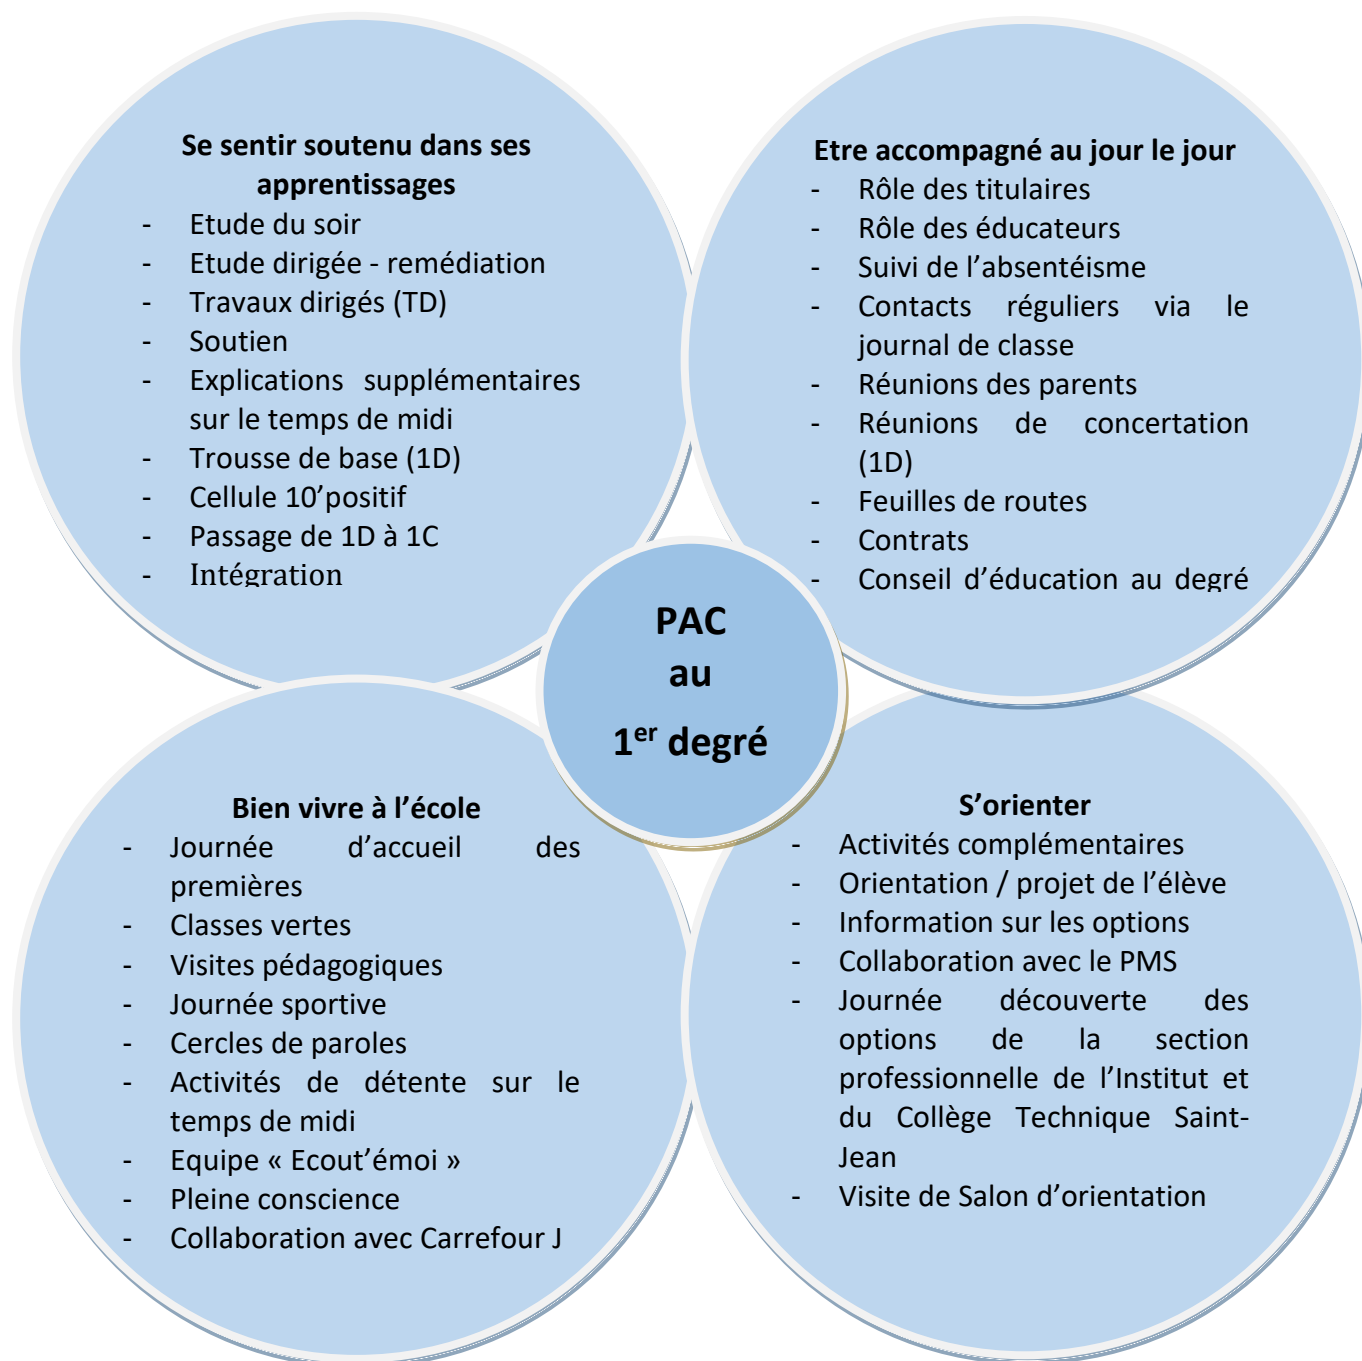 Se sentir soutenu dans ses
apprentissages
- Etude du soir
- Etude dirigée - remédiation
- Travaux dirigés (TD)
- Soutien
- Explications supplémentaires
sur le temps de midi
- Trousse de base (1D)
- Cellule 10’positif
- Passage de 1D à 1C
- Intégration
Etre accompagné au jour le jour
- Rôle des titulaires
- Rôle des éducateurs
- Suivi de l’absentéisme
- Contacts réguliers via le
journal de classe
- Réunions des parents
- Réunions de concertation
(1D)
- Feuilles de routes
- Contrats
- Conseil d’éducation au degré
PAC
au
1er degré
Bien vivre à l’école
- Journée d’accueil des
premières
- Classes vertes
- Visites pédagogiques
- Journée sportive
- Cercles de paroles
- Activités de détente sur le
temps de midi
- Equipe « Ecout’émoi »
- Pleine conscience
- Collaboration avec Carrefour J
S’orienter
- Activités complémentaires
- Orientation / projet de l’élève
- Information sur les options
- Collaboration avec le PMS
- Journée découverte des
options de la section
professionnelle de l’Institut et
du Collège Technique Saint-
Jean
- Visite de Salon d’orientation